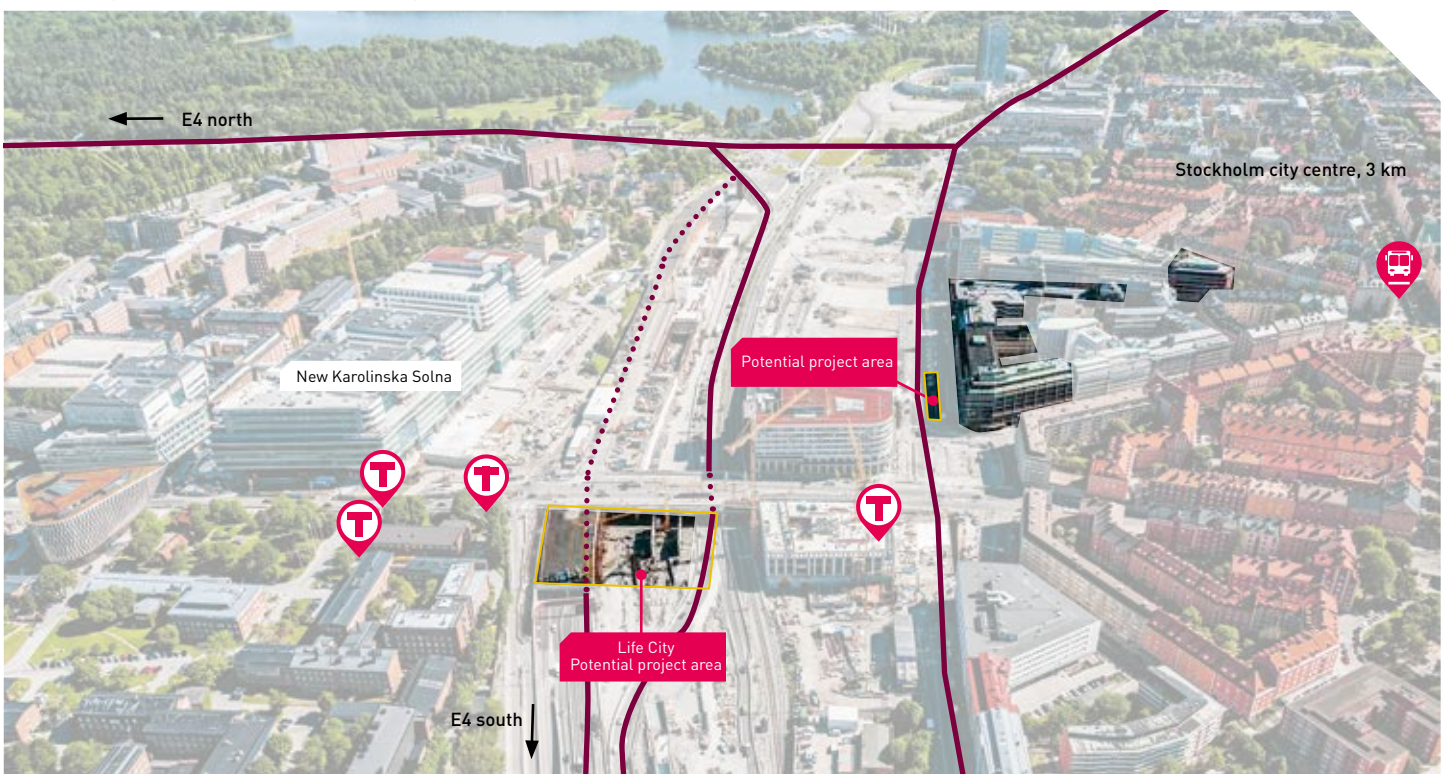 E4 north
Stockholm city centre, 3 km
Potential project area
New Karolinska Solna
T
T
T
T
Life City
Potential project area
E4 south